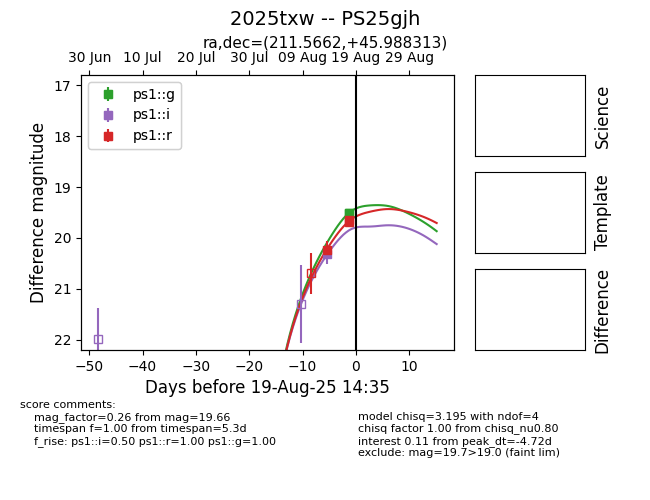 2025txw -- PS25gjh
ra,dec=(211.5662,+45.988313)
30 Jun 10 Jul 20 Jul 30 Jul 09 Aug 19 Aug 29 Aug
17
18
19
20
21
22
Difference magnitude
ps1::g
ps1::i
ps1::r
−50 −40 −30 −20 −10 0 10
Days before 19-Aug-25 14:35
Science
Template
Difference
score comments:
mag_factor=0.26 from mag=19.66
timespan f=1.00 from timespan=5.3d
f_rise: ps1::i=0.50 ps1::r=1.00 ps1::g=1.00
model chisq=3.195 with ndof=4
chisq factor 1.00 from chisq_nu0.80
interest 0.11 from peak_dt=-4.72d
exclude: mag=19.7>19.0 (faint lim)